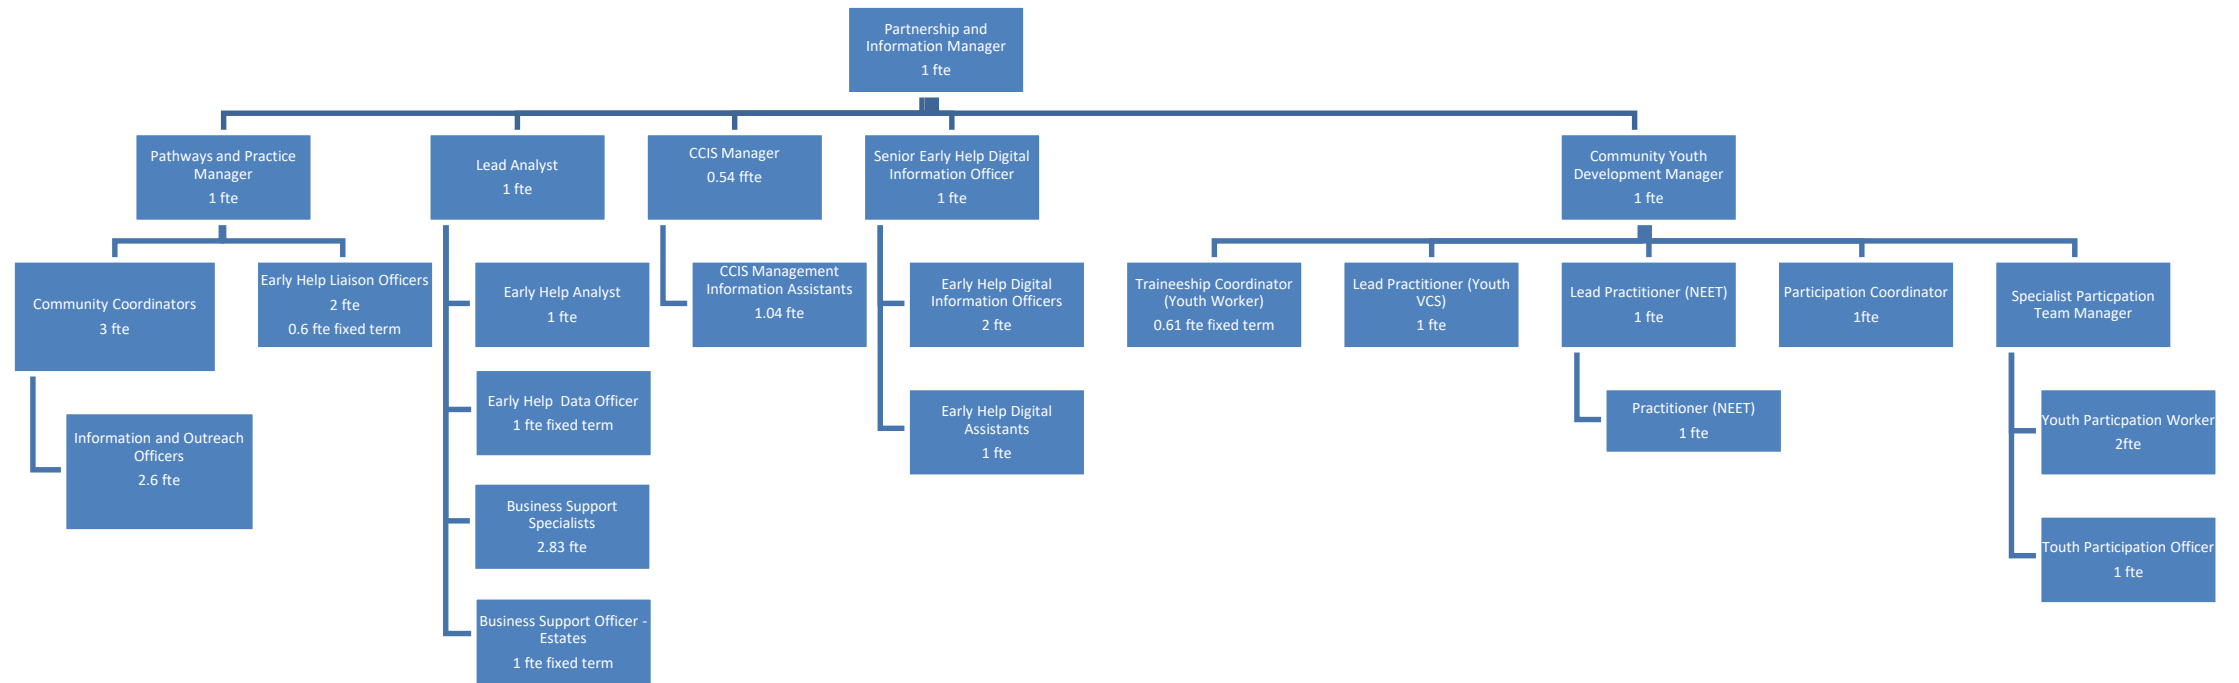 Partnership and
Information Manager
1 fte
Pathways and Practice
Manager
1 fte
Lead Analyst
1 fte
CCIS Manager
0.54 ffte
Senior Early Help Digital
Information Officer
1 fte
Community Youth
Development Manager
1 fte
Community Coordinators
3 fte
Early Help Liaison Officers
2 fte
0.6 fte fixed term
Early Help Analyst
1 fte
CCIS Management
Information Assistants
1.04 fte
Early Help Digital
Information Officers
2 fte
Traineeship Coordinator
(Youth Worker)
0.61 fte fixed term
Lead Practitioner (Youth
VCS)
1 fte
Lead Practitioner (NEET)
1 fte
Participation Coordinator
1fte
Specialist Particpation
Team Manager
Information and Outreach
Officers
2.6 fte
Early Help  Data Officer
1 fte fixed term
Early Help Digital
Assistants
1 fte
Practitioner (NEET)
1 fte
Youth Particpation Worker
2fte
Business Support
Specialists
2.83 fte
Touth Participation Officer
1 fte
Business Support Officer -
Estates
1 fte fixed term